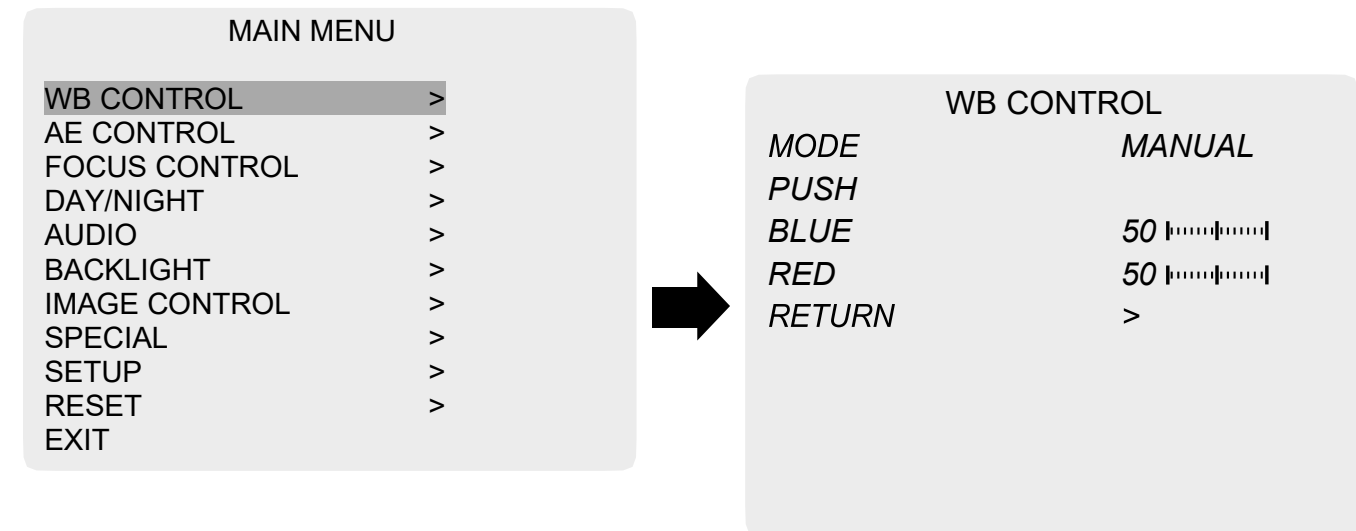 MAIN MENU
WB CONTROL >
AE CONTROL >
FOCUS CONTROL >
DAY/NIGHT >
AUDIO >
BACKLIGHT >
IMAGE CONTROL >
SPECIAL >
SETUP >
RESET >
EXIT
WB CONTROL
MODE MANUAL
PUSH
BLUE 50
RED 50
RETURN >